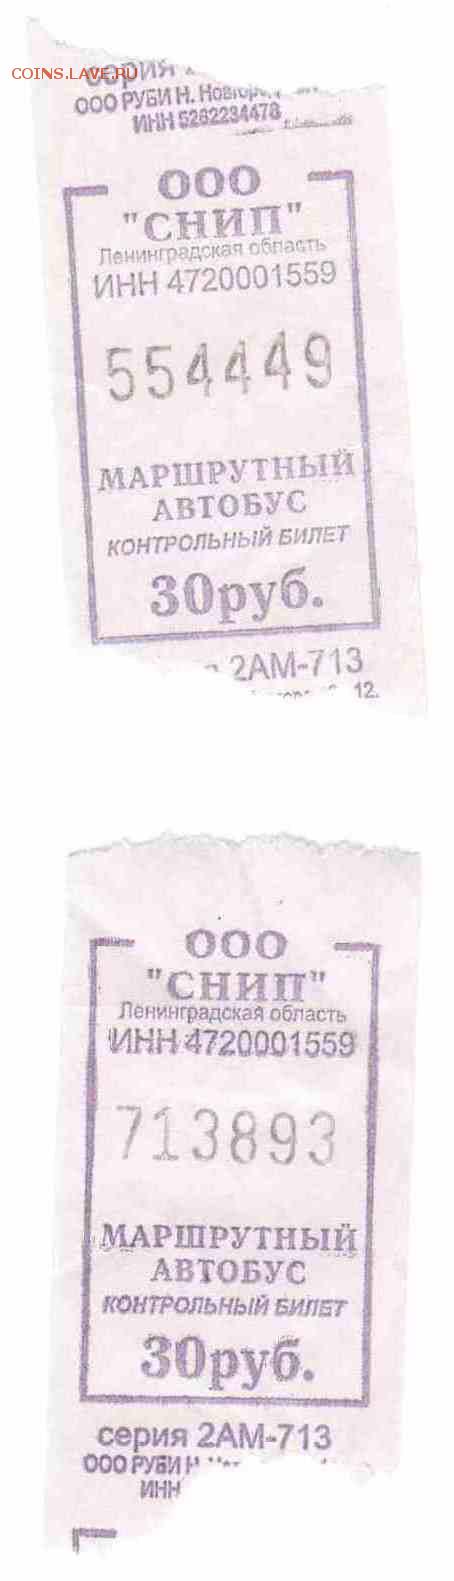 серия
COINS.LAVE.RU
ООО РУБИ Н.
ИНН 5262234478
ООО
"СНИП"
Ленинградская область
ИНН 4720001559
554449
МАРШРУТНЫЙ
АВТОБУС
КОНТРОЛЬНЫЙ БИЛЕТ
30руб.
2АМ-713
12.
ООО
"СНИП"
Ленинградская область
ИНН 4720001559
713893
МАРШРУТНЫЙ
АВТОБУС
КОНТРОЛЬНЫЙ БИЛЕТ
30руб.
серия 2АМ-713
ООО РУБИ
ИНН